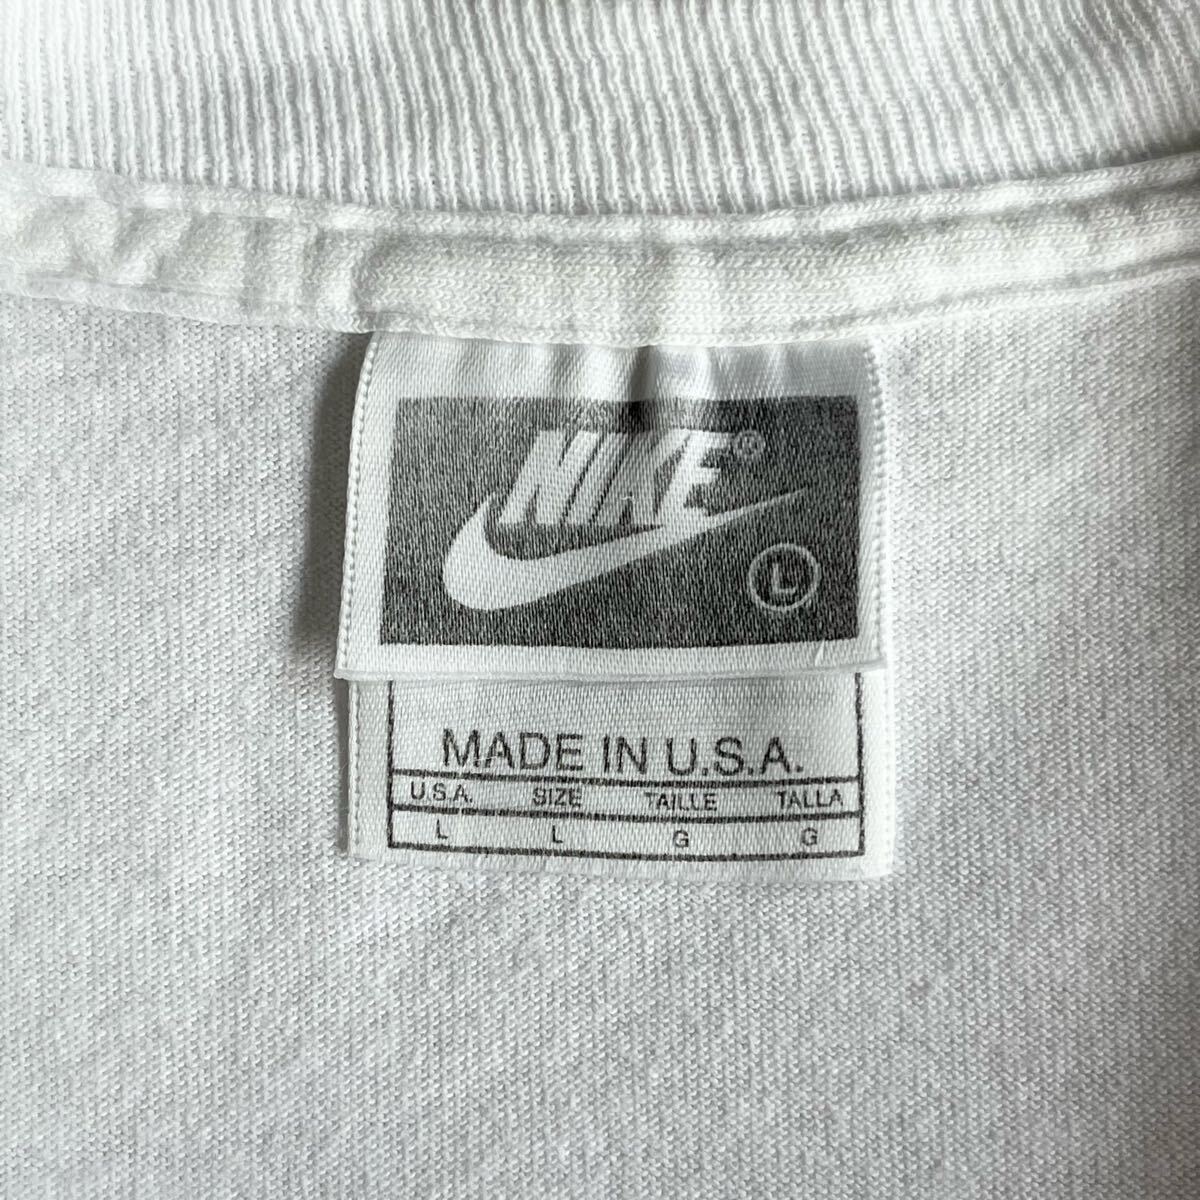 NIKE®
L
MADE IN U.S.A.
U.S.A. SIZE TAILLE TALLA
L L G G